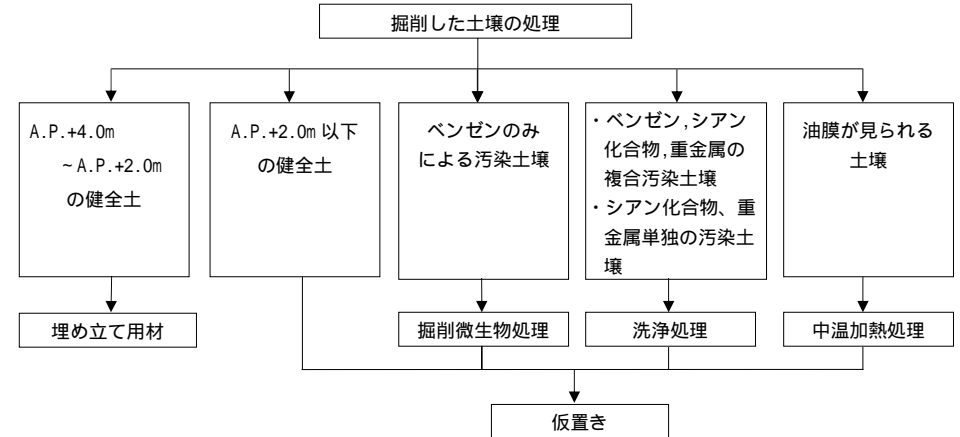 掘削した土壌の処理
A.P.+4.0m
~A.P.+2.0m
の健全土
A.P.+2.0m以下
の健全土
ベンゼンのみ
による汚染土壌
・ベンゼン,シアン
化合物,重金属の
複合汚染土壌
・シアン化合物、重
金属単独の汚染土
壌
油膜が見られる
土壌
埋め立て用材
掘削微生物処理
洗浄処理
中温加熱処理
仮置き